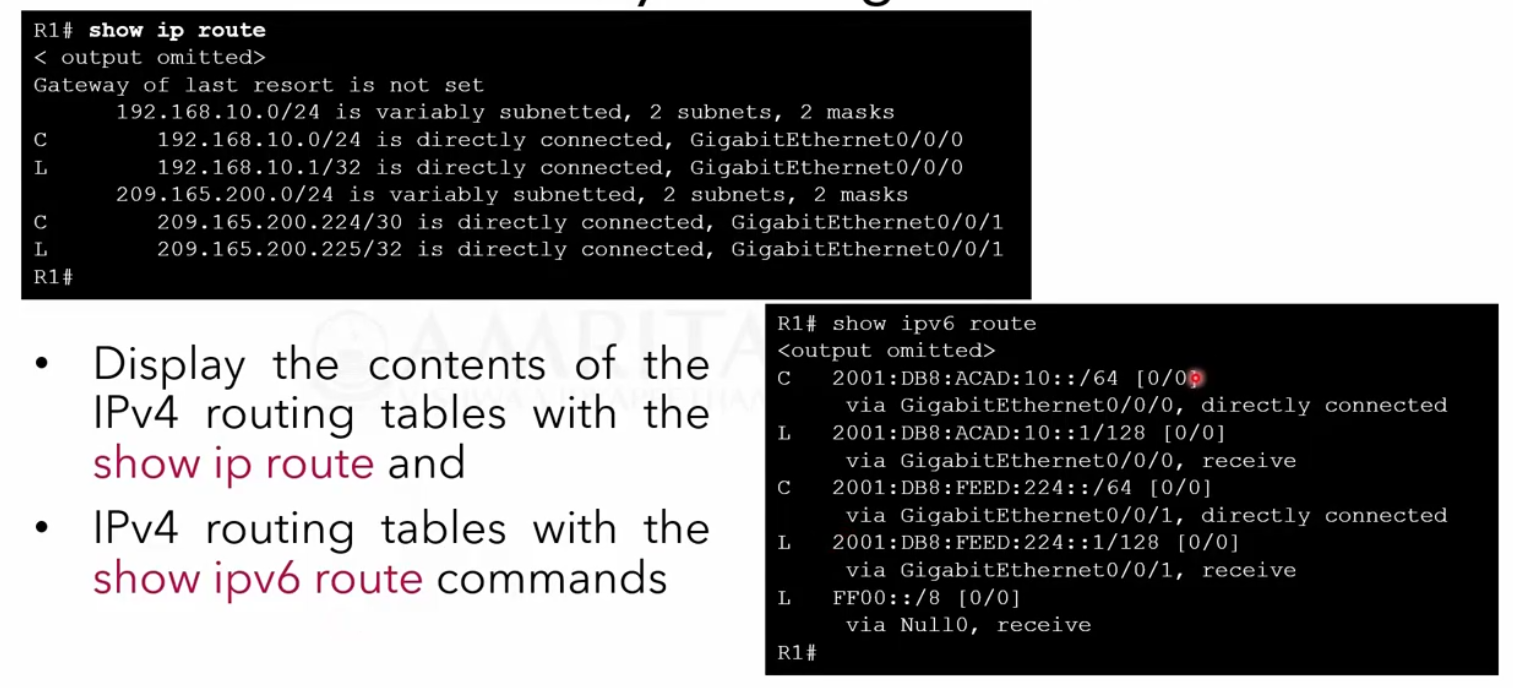 R1# show ip route
< output omitted>
Gateway of last resort is not set
192.168.10.0/24 is variably subnetted, 2 subnets, 2 masks
C 192.168.10.0/24 is directly connected, GigabitEthernet0/0/0
L 192.168.10.1/32 is directly connected, GigabitEthernet0/0/0
209.165.200.0/24 is variably subnetted, 2 subnets, 2 masks
C 209.165.200.224/30 is directly connected, GigabitEthernet0/0/1
L 209.165.200.225/32 is directly connected, GigabitEthernet0/0/1
R1#
• Display the contents of the
IPv4 routing tables with the
show ip route and
• IPv4 routing tables with the
show ipv6 route commands
R1# show ipv6 route
<output omitted>
C 2001:DB8:ACAD:10::/64 [0/0]
via GigabitEthernet0/0/0, directly connected
L 2001:DB8:ACAD:10::1/128 [0/0]
via GigabitEthernet0/0/0, receive
C 2001:DB8:FEED:224::/64 [0/0]
via GigabitEthernet0/0/1, directly connected
L 2001:DB8:FEED:224::1/128 [0/0]
via GigabitEthernet0/0/1, receive
L FF00::/8 [0/0]
via Null0, receive
R1#
AMRITA